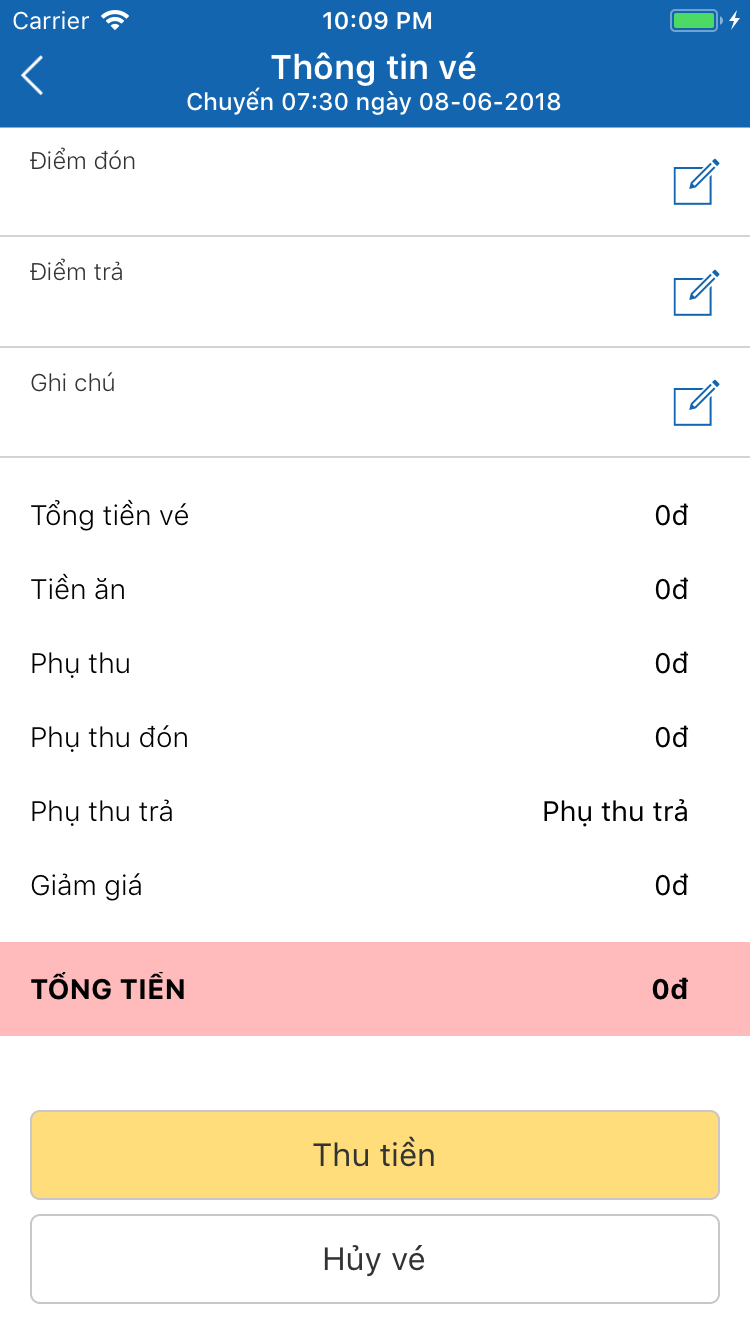 Carrier 10:09 PM
Thông tin vé
Chuyến 07:30 ngày 08-06-2018
Điểm đón
Điểm trả
Ghi chú
Tổng tiền vé 0đ
Tiền ăn 0đ
Phụ thu 0đ
Phụ thu đón 0đ
Phụ thu trả Phụ thu trả
Giảm giá 0đ
TỔNG TIỀN 0đ
Thu tiền
Hủy vé